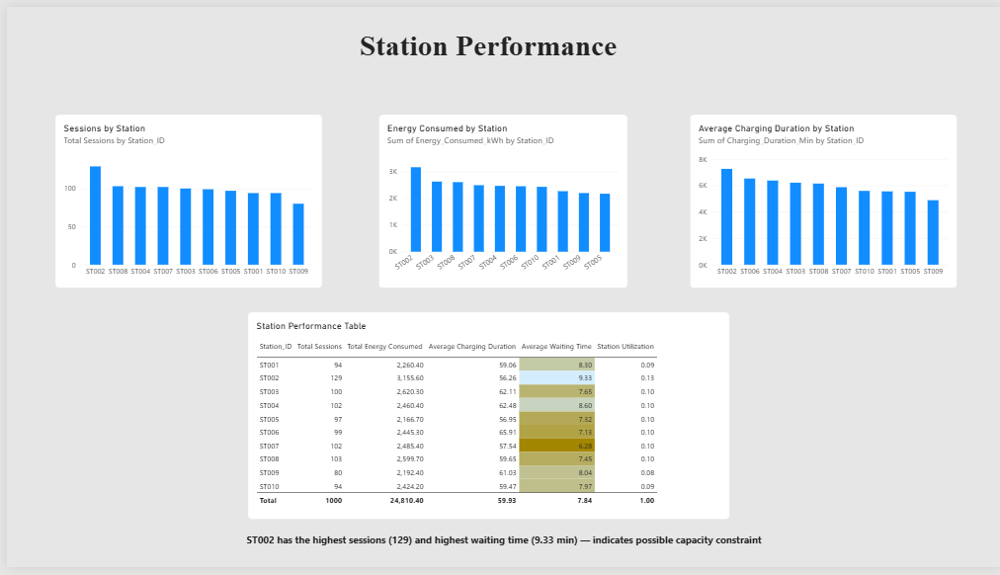 Station Performance
Sessions by Station
Total Sessions by Station_ID
100
50
0
ST002 ST008 ST004 ST007 ST003 ST006 ST005 ST001 ST010 ST009
Energy Consumed by Station
Sum of Energy_Consumed_kWh by Station_ID
3K
2K
1K
0K
ST002 ST003 ST008 ST007 ST004 ST006 ST010 ST001 ST009 ST005
Average Charging Duration by Station
Sum of Charging_Duration_Min by Station_ID
8K
6K
4K
2K
0K
ST002 ST006 ST004 ST003 ST008 ST007 ST010 ST001 ST005 ST009
Station Performance Table
Station_ID Total Sessions Total Energy Consumed Average Charging Duration Average Waiting Time Station Utilization
ST001 94 2,260.40 59.06 8.30 0.09
ST002 129 3,155.60 56.26 9.33 0.13
ST003 100 2,620.30 62.11 7.65 0.10
ST004 102 2,460.40 62.48 8.60 0.10
ST005 97 2,166.70 56.95 7.32 0.10
ST006 99 2,445.30 65.91 7.13 0.10
ST007 102 2,485.40 57.54 6.28 0.10
ST008 103 2,599.70 59.65 7.45 0.10
ST009 80 2,192.40 61.03 8.04 0.08
ST010 94 2,424.20 59.47 7.97 0.09
Total 1000 24,810.40 59.93 7.84 1.00
ST002 has the highest sessions (129) and highest waiting time (9.33 min) — indicates possible capacity constraint